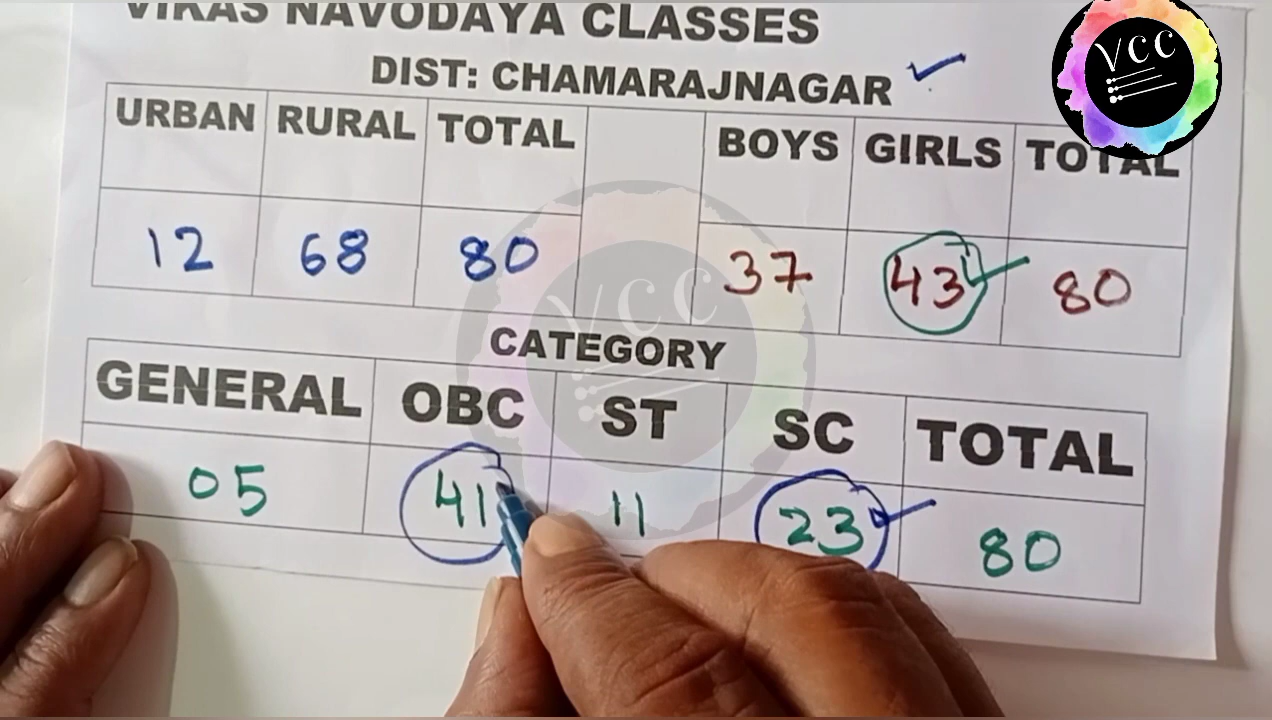 VIKAS NAVODAYA CLASSES
DIST: CHAMARAJNAGAR
URBAN RURAL TOTAL BOYS GIRLS TOTAL
12 68 80 37 43 80
CATEGORY
GENERAL OBC ST SC TOTAL
05 41 11 23 80
VCC
VCC